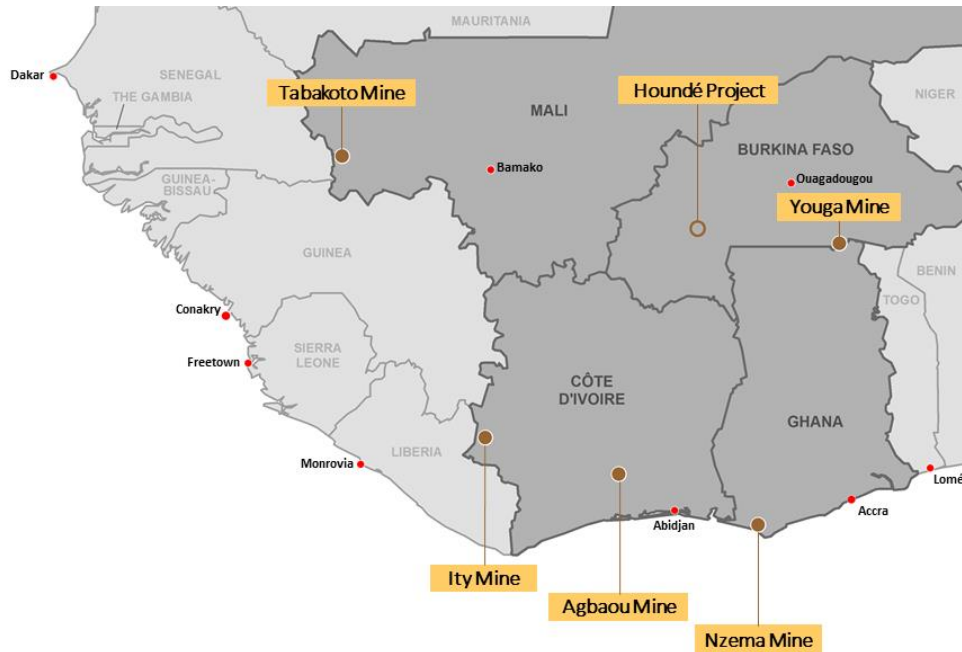 MAURITANIA
Dakar
SENEGAL
THE GAMBIA
Tabakoto Mine
Houndé Project
NIGER
MALI
BURKINA FASO
Bamako
Ouagadougou
GUINEA-
BISSAU
Youga Mine
GUINEA
BENIN
TOGO
Conakry
SIERRA
LEONE
Freetown
CÔTE
D'IVOIRE
GHANA
LIBERIA
Monrovia
Lomé
Accra
Abidjan
Ity Mine
Agbaou Mine
Nzema Mine